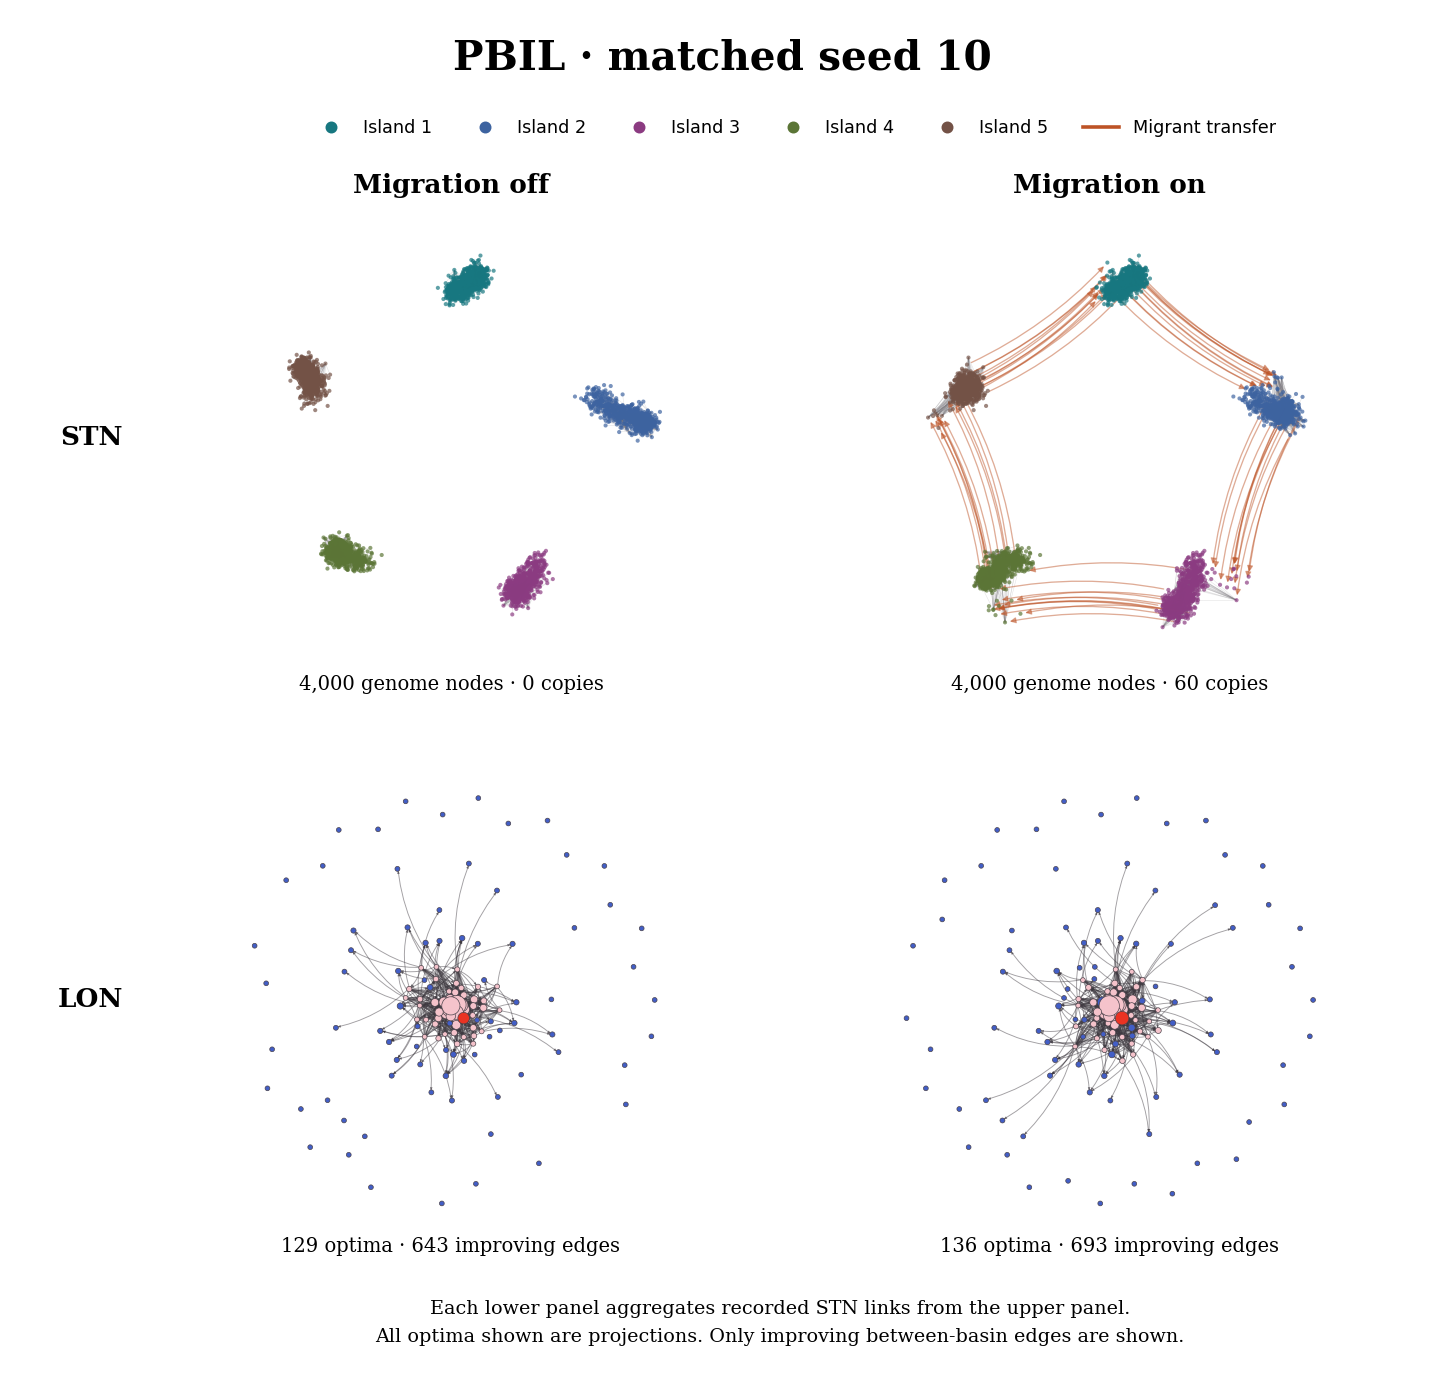 PBIL · matched seed 10
Island 1 Island 2 Island 3 Island 4 Island 5 Migrant transfer
Migration off Migration on
STN
4,000 genome nodes · 0 copies 4,000 genome nodes · 60 copies
LON
129 optima · 643 improving edges 136 optima · 693 improving edges
Each lower panel aggregates recorded STN links from the upper panel.
All optima shown are projections. Only improving between-basin edges are shown.